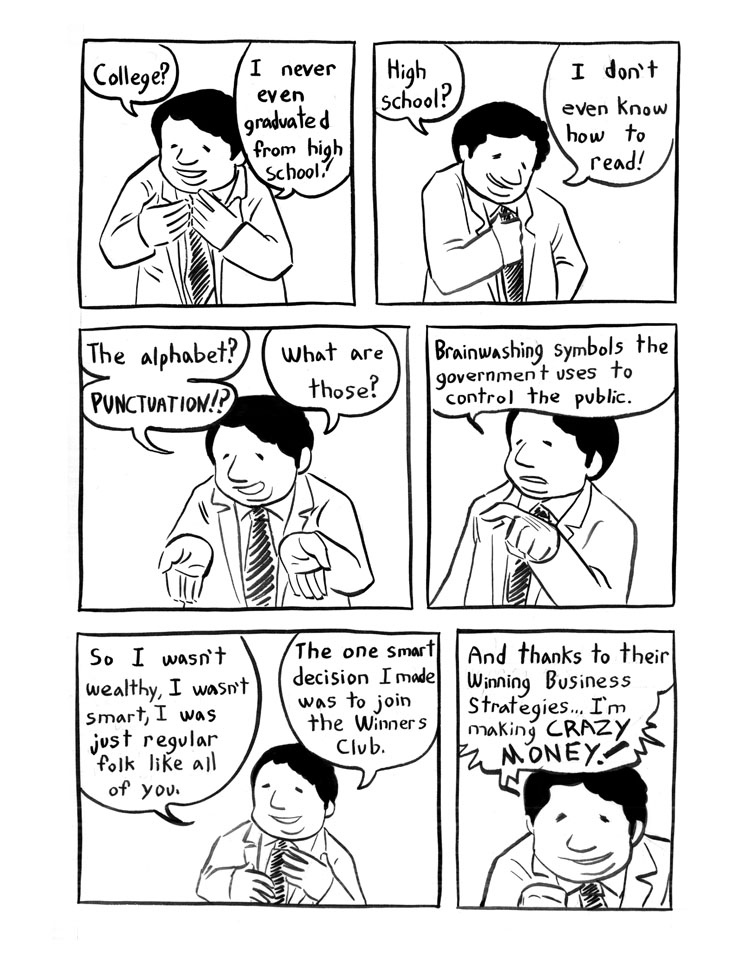 College?
I never
even
graduated
from high
school!
High
school?
I don't
even know
how to
read!
The alphabet?
PUNCTUATION!?
What are
those?
Brainwashing symbols the
government uses to
control the public.
So I wasn't
wealthy, I wasn't
smart, I was
just regular
folk like all
of you.
The one smart
decision I made
was to join
the Winners
Club.
And thanks to their
Winning Business
Strategies... I'm
making CRAZY
MONEY!